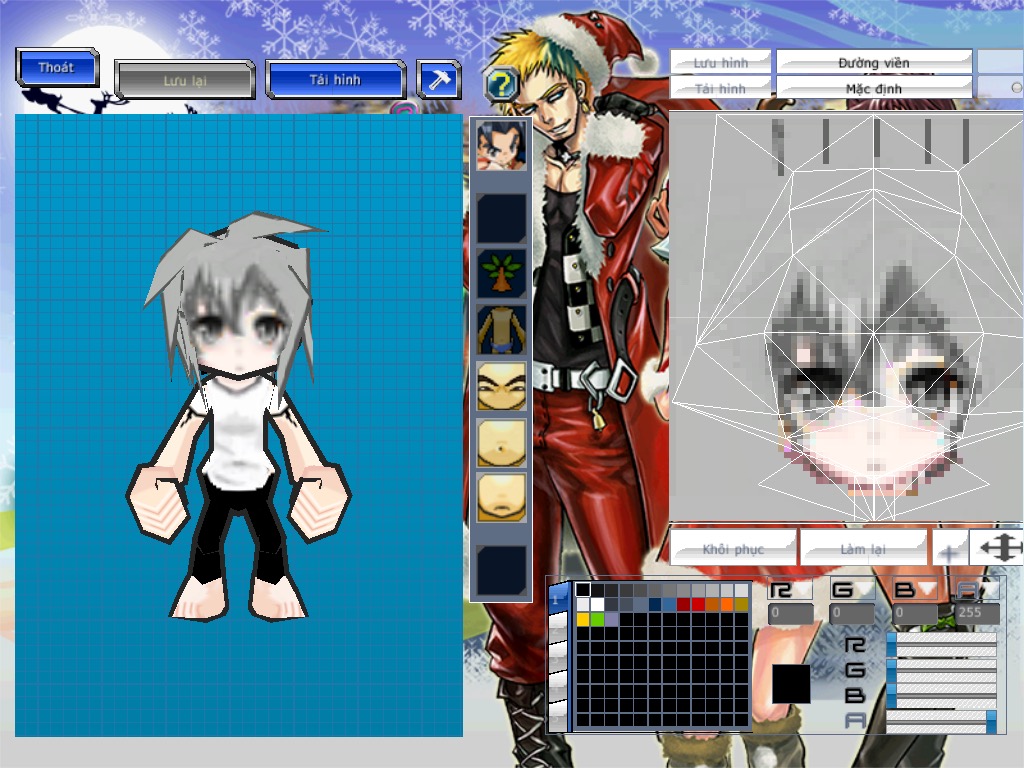 Thoát
Lưu lại
Tải hình
?
Lưu hình
Đường viền
Tải hình
Mặc định
Khôi phục
Làm lại
1
R G B A
0 0 0 255
R
G
B
A